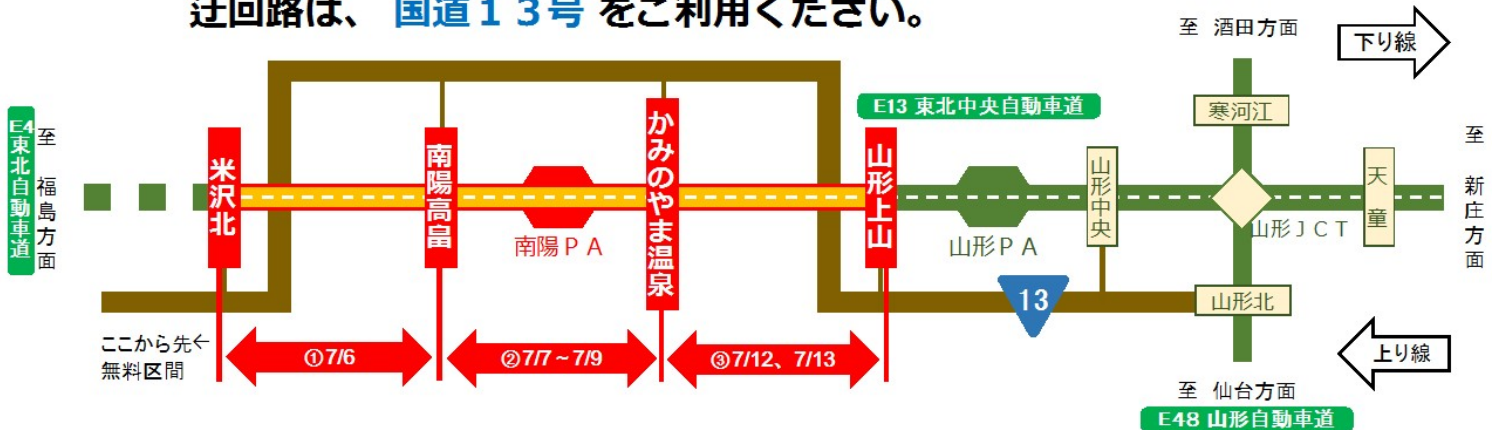 迂回路は、 国道１３号 をご利用ください。
至 酒田方面
下り線
E4東北自動車道
至 福島方面
米沢北
南陽高畠
南陽ＰＡ
かみのやま温泉
山形上山
E13 東北中央自動車道
山形ＰＡ
山形中央
寒河江
山形ＪＣＴ
天童
至 新庄方面
13
山形北
ここから先←
無料区間
①7/6
②7/7～7/9
③7/12、7/13
上り線
至 仙台方面
E48 山形自動車道